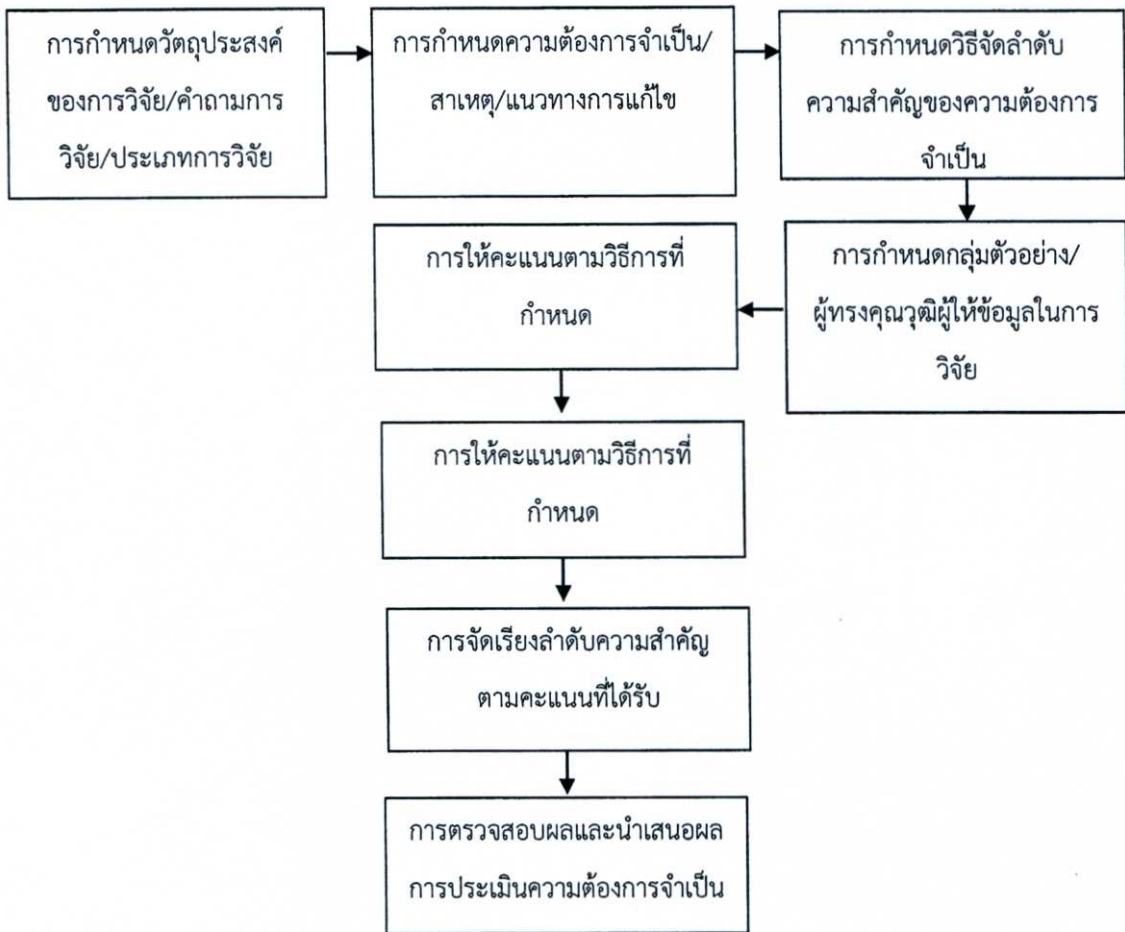 การกำหนดวัตถุประสงค์
ของการวิจัย/คำถามการ
วิจัย/ประเภทการวิจัย
การกำหนดความต้องการจำเป็น/
สาเหตุ/แนวทางการแก้ไข
การกำหนดวิธีจัดลำดับ
ความสำคัญของความต้องการ
จำเป็น
การกำหนดกลุ่มตัวอย่าง/
ผู้ทรงคุณวุฒิผู้ให้ข้อมูลในการ
วิจัย
การให้คะแนนตามวิธีการที่
กำหนด
การให้คะแนนตามวิธีการที่
กำหนด
การจัดเรียงลำดับความสำคัญ
ตามคะแนนที่ได้รับ
การตรวจสอบผลและนำเสนอผล
การประเมินความต้องการจำเป็น